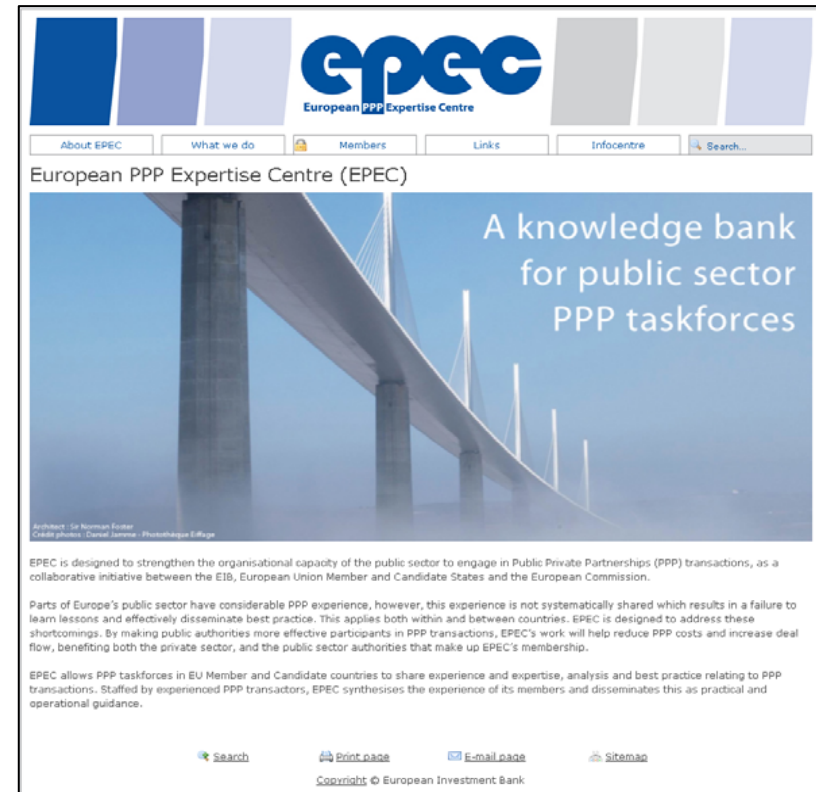 epec
European PPP Expertise Centre
About EPEC
What we do
Members
Links
Infocentre
Search...
European PPP Expertise Centre (EPEC)
A knowledge bank
for public sector
PPP taskforces
Architect : Sir Norman Foster
Crédit photos : Daniel Jamme - Photothèque Eiffage
EPEC is designed to strengthen the organisational capacity of the public sector to engage in Public Private Partnerships (PPP) transactions, as a
collaborative initiative between the EIB, European Union Member and Candidate States and the European Commission.
Parts of Europe's public sector have considerable PPP experience, however, this experience is not systematically shared which results in a failure to
learn lessons and effectively disseminate best practice. This applies both within and between countries. EPEC is designed to address these
shortcomings. By making public authorities more effective participants in PPP transactions, EPEC's work will help reduce PPP costs and increase deal
flow, benefiting both the private sector, and the public sector authorities that make up EPEC's membership.
EPEC allows PPP taskforces in EU Member and Candidate countries to share experience and expertise, analysis and best practice relating to PPP
transactions. Staffed by experienced PPP transactors, EPEC synthesises the experience of its members and disseminates this as practical and
operational guidance.
Search
Print page
E-mail page
Sitemap
Copyright © European Investment Bank